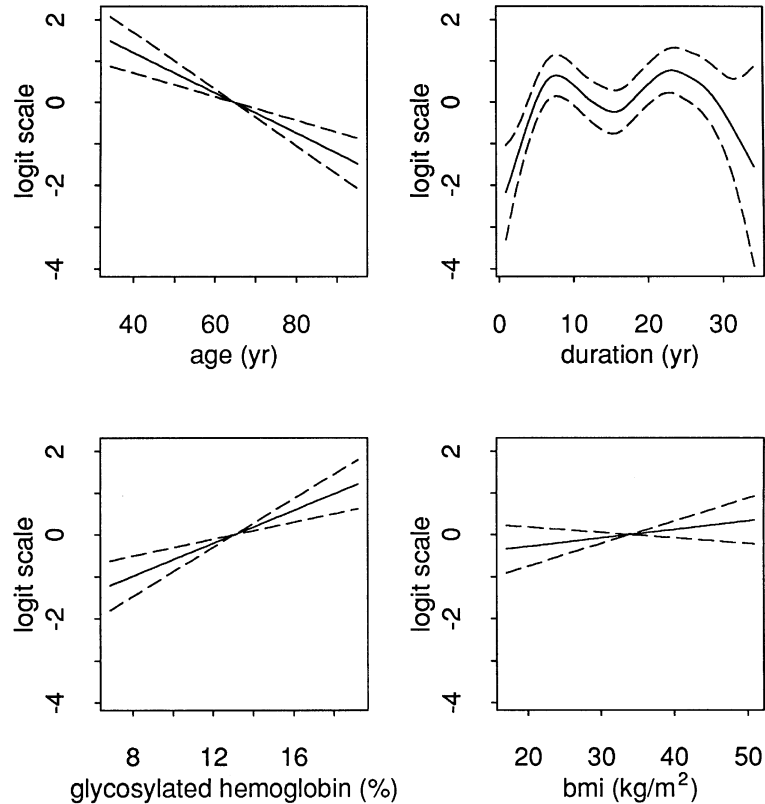 2
0
-2
-4
logit scale
40 60 80
age (yr)
2
0
-2
-4
logit scale
0 10 20 30
duration (yr)
2
0
-2
-4
logit scale
8 12 16
glycosylated hemoglobin (%)
2
0
-2
-4
logit scale
20 30 40 50
bmi (kg/m²)